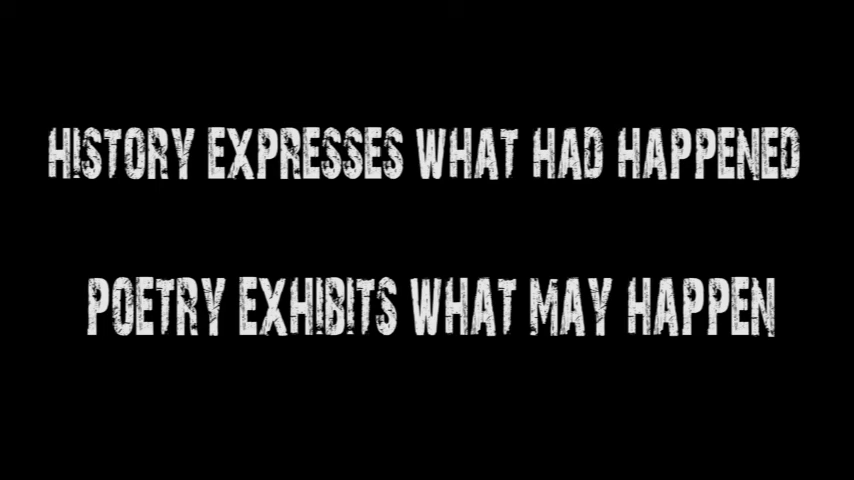 HISTORY EXPRESSES WHAT HAD HAPPENED
POETRY EXHIBITS WHAT MAY HAPPEN